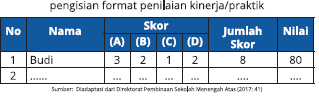 pengisian format penilaian kinerja/praktik
No Nama Skor Jumlah Skor Nilai
(A) (B) (C) (D)
1 Budi 3 2 1 2 8 80
2 ...... ... ... ... ... .... ....
Sumber: Diadaptasi dari Direktorat Pembinaan Sekolah Menengah Atas (2017: 41)